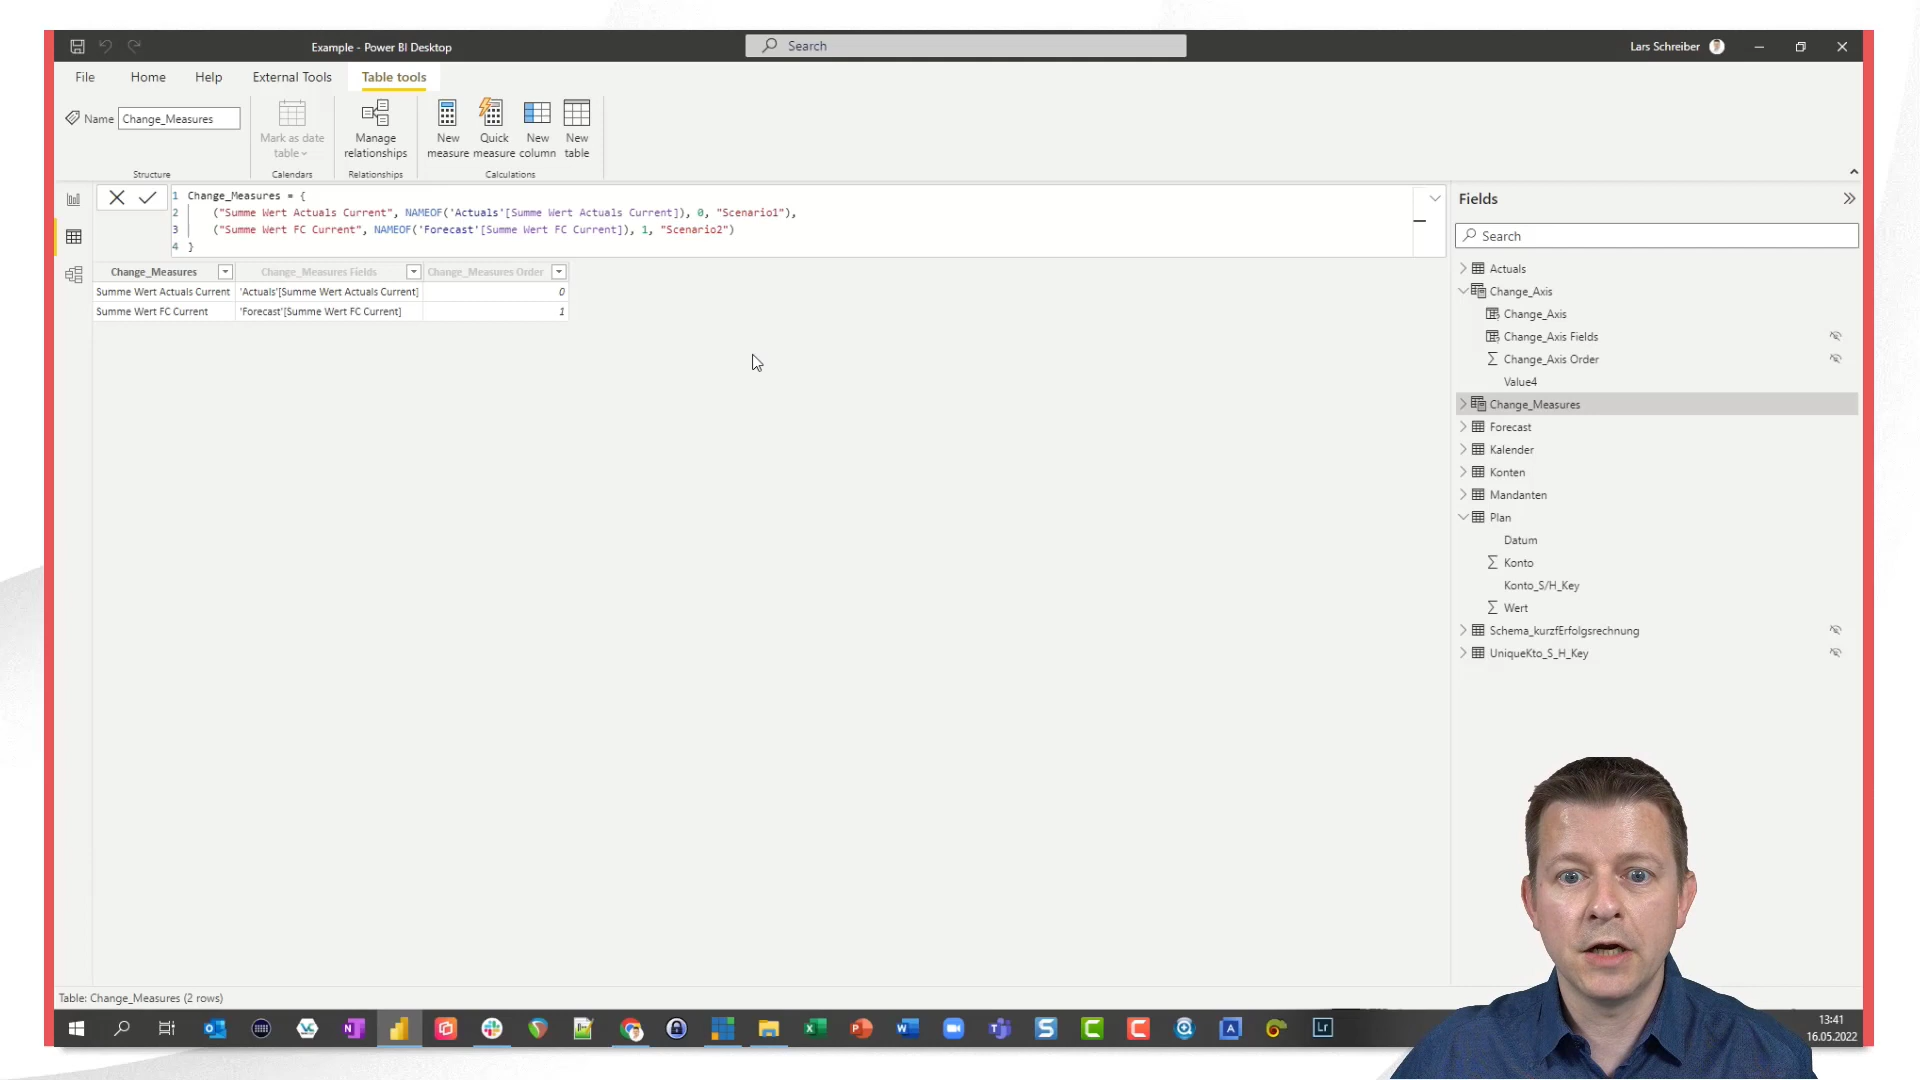 Example - Power BI Desktop
Search
Lars Schreiber
File
Home
Help
External Tools
Table tools
Name
Change_Measures
Mark as date
table
Manage
relationships
New
measure
Quick
measure
New
column
New
table
Structure
Calendars
Relationships
Calculations
1 Change_Measures = {
2 ("Summe Wert Actuals Current", NAMEOF('Actuals'[Summe Wert Actuals Current]), 0, "Scenario1"),
3 ("Summe Wert FC Current", NAMEOF('Forecast'[Summe Wert FC Current]), 1, "Scenario2")
4 }
Change_Measures
Change_Measures Fields
Change_Measures Order
Summe Wert Actuals Current
'Actuals'[Summe Wert Actuals Current]
0
Summe Wert FC Current
'Forecast'[Summe Wert FC Current]
1
Fields
Search
Actuals
Change_Axis
Change_Axis
Change_Axis Fields
Change_Axis Order
Value4
Change_Measures
Forecast
Kalender
Konten
Mandanten
Plan
Datum
Konto
Konto_S/H_Key
Wert
Schema_kurzfErfolgsrechnung
UniqueKto_S_H_Key
Table: Change_Measures (2 rows)
Lr
13:41
16.05.2022